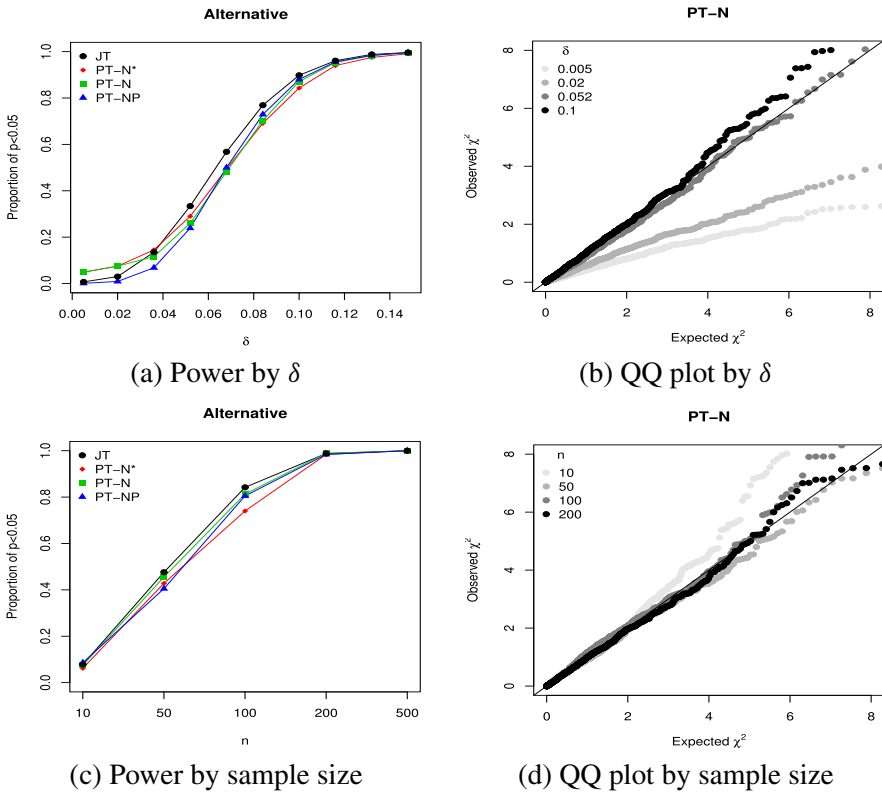 Alternative
Proportion of p<0.05
1.0
0.8
0.6
0.4
0.2
0.0
JT
PT−N*
PT−N
PT−NP
0.00 0.02 0.04 0.06 0.08 0.10 0.12 0.14
δ
(a) Power by δ
PT−N
Observed χ²
8
6
4
2
0
δ
0.005
0.02
0.052
0.1
0 2 4 6 8
Expected χ²
(b) QQ plot by δ
Alternative
Proportion of p<0.05
1.0
0.8
0.6
0.4
0.2
0.0
JT
PT−N*
PT−N
PT−NP
10 50 100 200 500
n
(c) Power by sample size
PT−N
Observed χ²
8
6
4
2
0
n
10
50
100
200
0 2 4 6 8
Expected χ²
(d) QQ plot by sample size